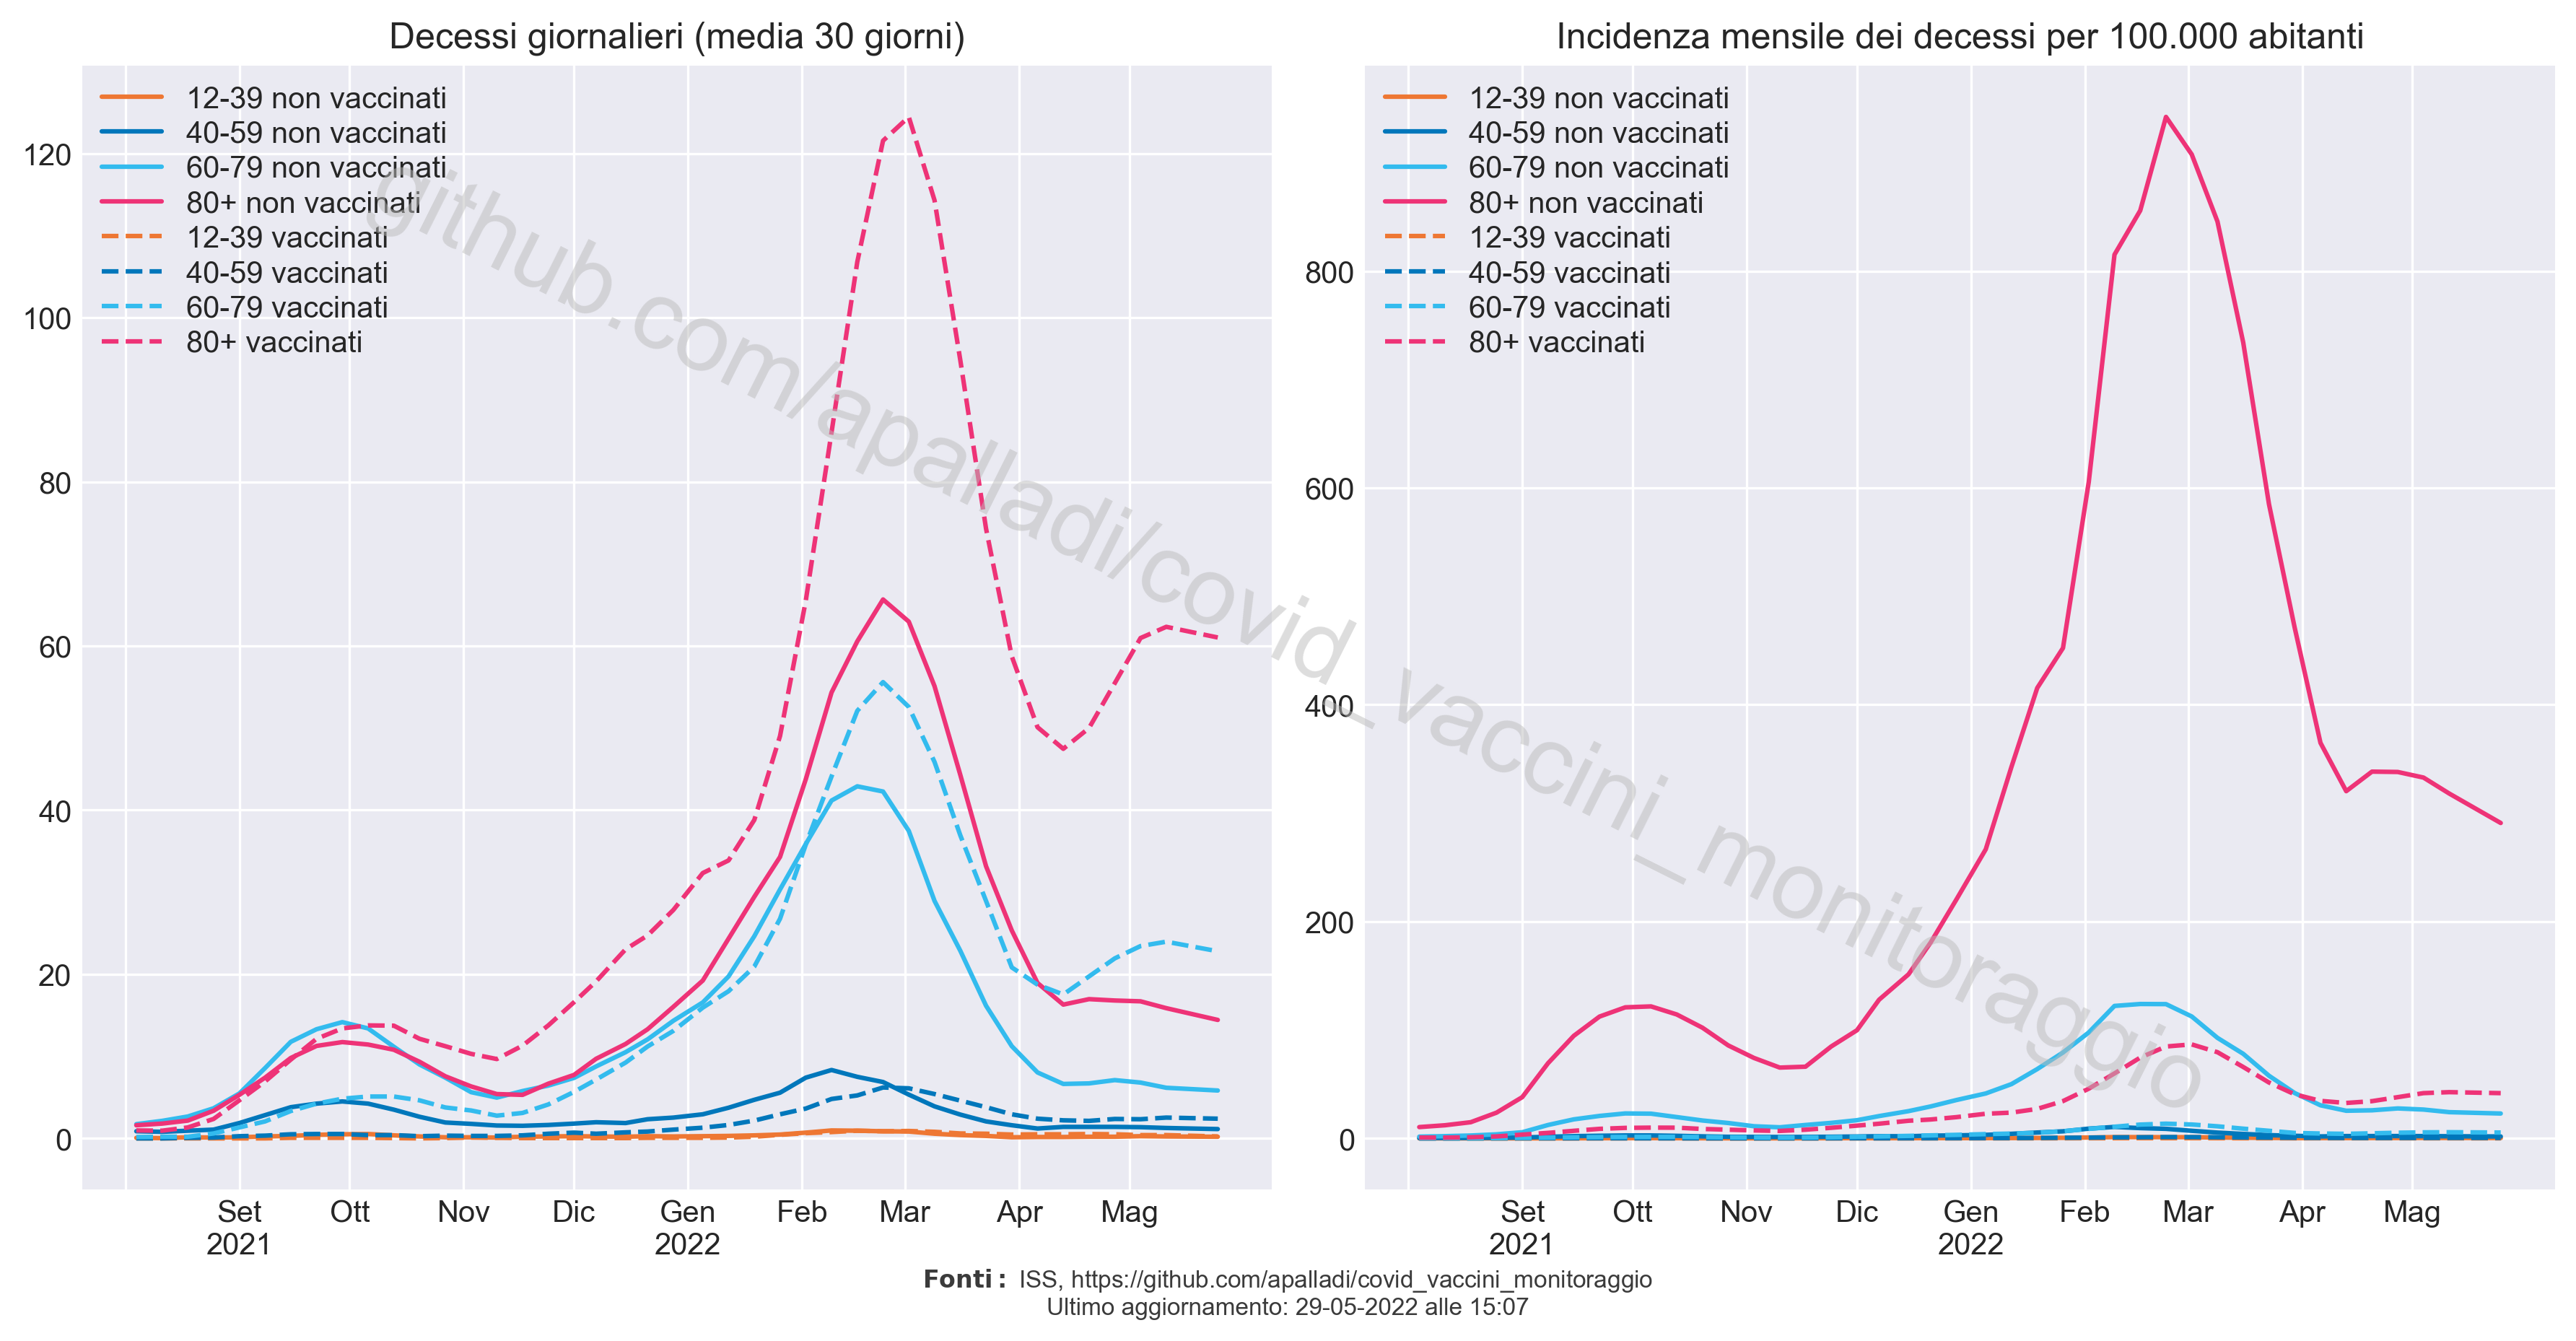 Decessi giornalieri (media 30 giorni)
12-39 non vaccinati
40-59 non vaccinati
60-79 non vaccinati
80+ non vaccinati
12-39 vaccinati
40-59 vaccinati
60-79 vaccinati
80+ vaccinati
120
100
80
60
40
20
0
Set
2021
Ott
Nov
Dic
Gen
2022
Feb
Mar
Apr
Mag
Incidenza mensile dei decessi per 100.000 abitanti
12-39 non vaccinati
40-59 non vaccinati
60-79 non vaccinati
80+ non vaccinati
12-39 vaccinati
40-59 vaccinati
60-79 vaccinati
80+ vaccinati
800
600
400
200
0
Set
2021
Ott
Nov
Dic
Gen
2022
Feb
Mar
Apr
Mag
github.com/apalladi/covid_vaccini_monitoraggio
Fonti: ISS, https://github.com/apalladi/covid_vaccini_monitoraggio
Ultimo aggiornamento: 29-05-2022 alle 15:07